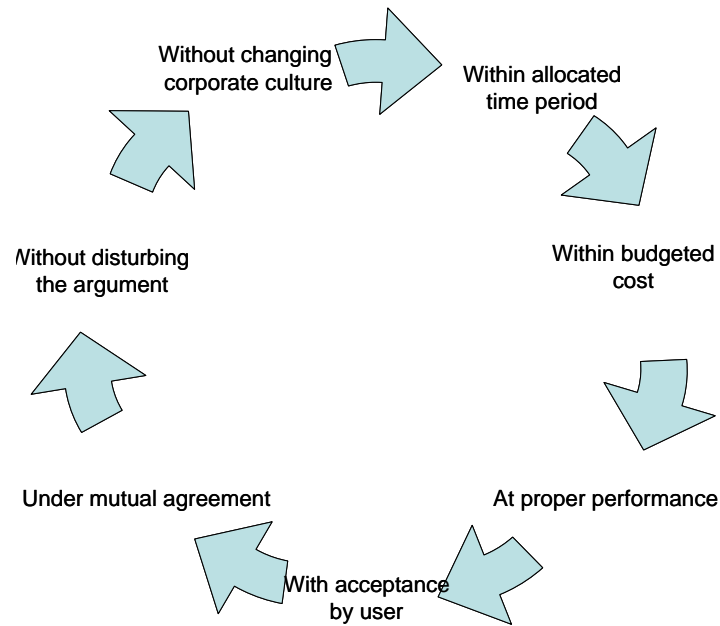 Without changing
corporate culture
Within allocated
time period
Within budgeted
cost
At proper performance
With acceptance
by user
Under mutual agreement
Without disturbing
the argument